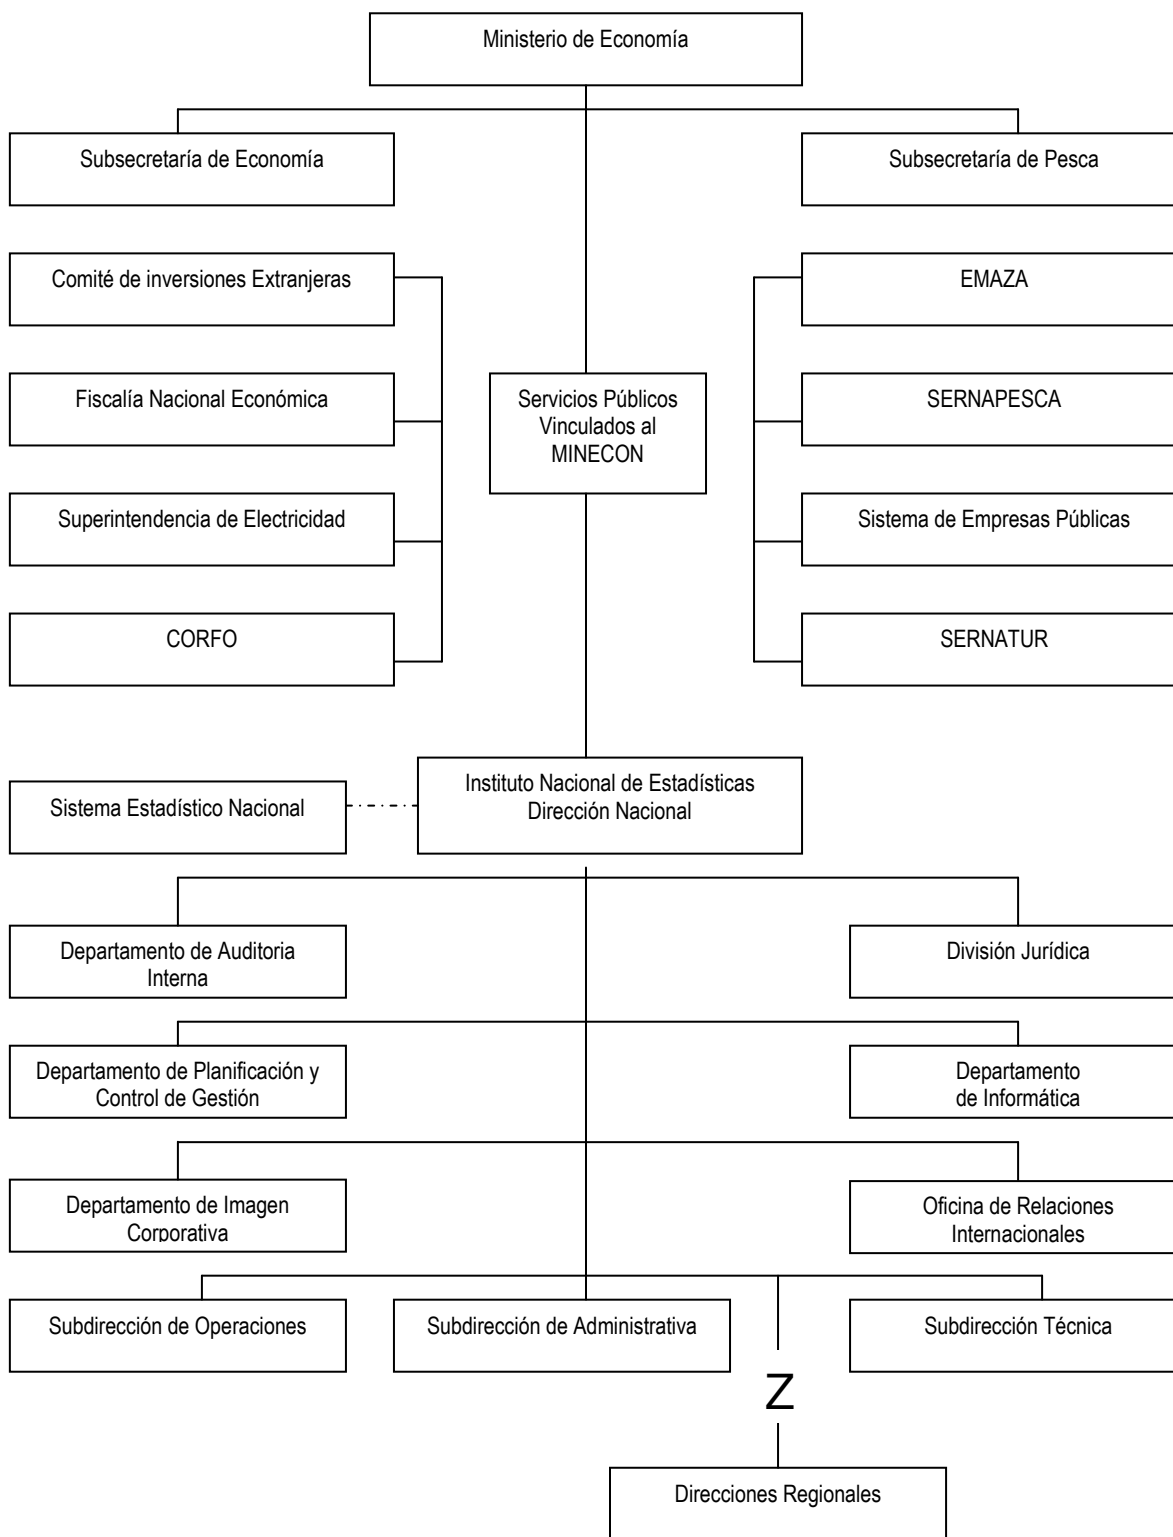 Ministerio de Economía
Subsecretaría de Economía
Subsecretaría de Pesca
Comité de inversiones Extranjeras
EMAZA
Fiscalía Nacional Económica
Servicios Públicos
Vinculados al
MINECON
SERNAPESCA
Superintendencia de Electricidad
Sistema de Empresas Públicas
CORFO
SERNATUR
Sistema Estadístico Nacional
Instituto Nacional de Estadísticas
Dirección Nacional
Departamento de Auditoria
Interna
División Jurídica
Departamento de Planificación y
Control de Gestión
Departamento
de Informática
Departamento de Imagen
Corporativa
Oficina de Relaciones
Internacionales
Subdirección de Operaciones
Subdirección de Administrativa
Subdirección Técnica
Z
Direcciones Regionales